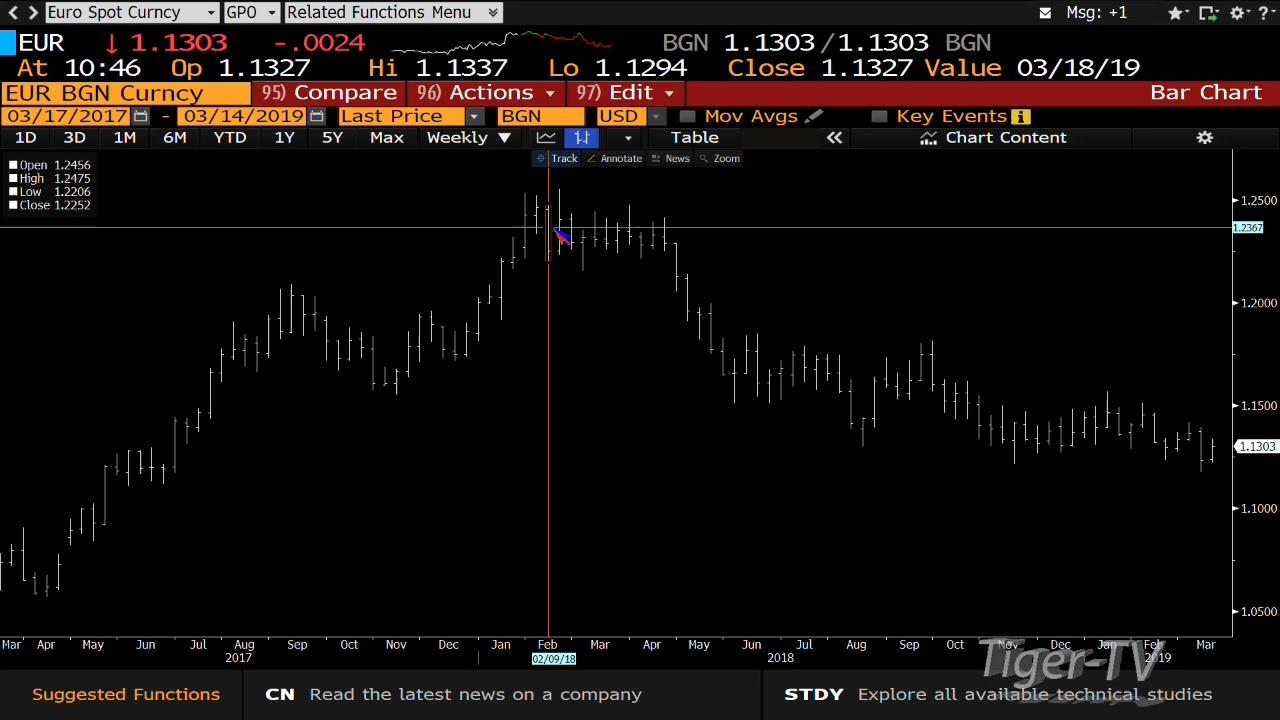 Euro Spot Curncy GPO Related Functions Menu Msg: +1 ?
EUR ↓ 1.1303 -.0024 BGN 1.1303/1.1303 BGN
At 10:46 Op 1.1327 Hi 1.1337 Lo 1.1294 Close 1.1327 Value 03/18/19
EUR BGN Curncy 95) Compare 96) Actions 97) Edit Bar Chart
03/17/2017 - 03/14/2019 Last Price BGN USD Mov Avgs Key Events
1D 3D 1M 6M YTD 1Y 5Y Max Weekly ▼ Table « Chart Content
Track Annotate News Zoom
Open 1.2456
High 1.2475
Low 1.2206
Close 1.2252
1.2500
1.2367
1.2000
1.1500
1.1303
1.1000
1.0500
Mar Apr May Jun Jul Aug Sep Oct Nov Dec Jan Feb Mar Apr May Jun Jul Aug Sep Oct Nov Dec Jan Feb Mar
2017 02/09/18 2018 2019
Tiger-TV
Suggested Functions CN Read the latest news on a company STDY Explore all available technical studies